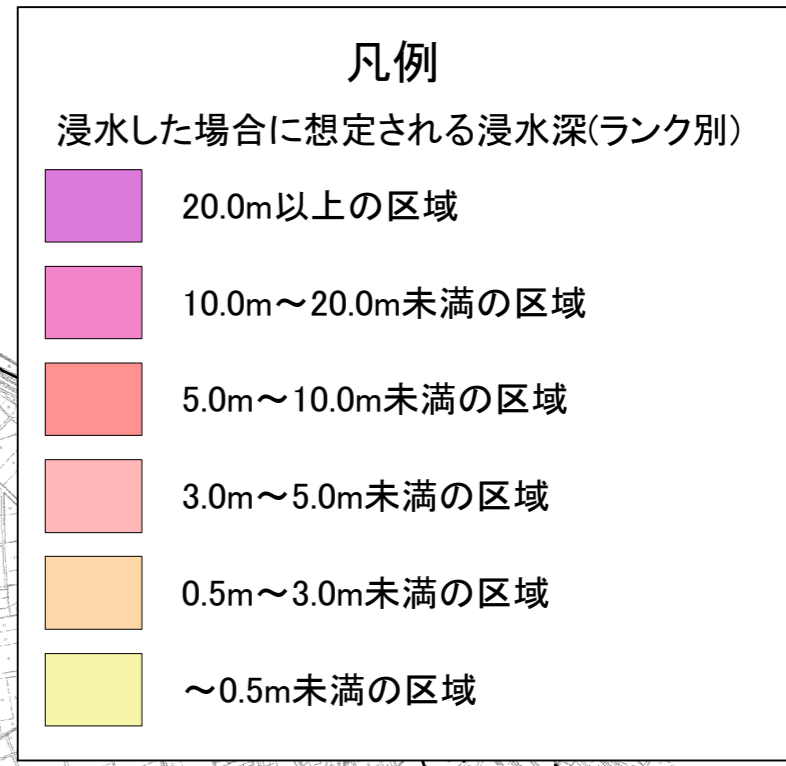 凡例
浸水した場合に想定される浸水深(ランク別)
20.0m以上の区域
10.0m～20.0m未満の区域
5.0m～10.0m未満の区域
3.0m～5.0m未満の区域
0.5m～3.0m未満の区域
～0.5m未満の区域